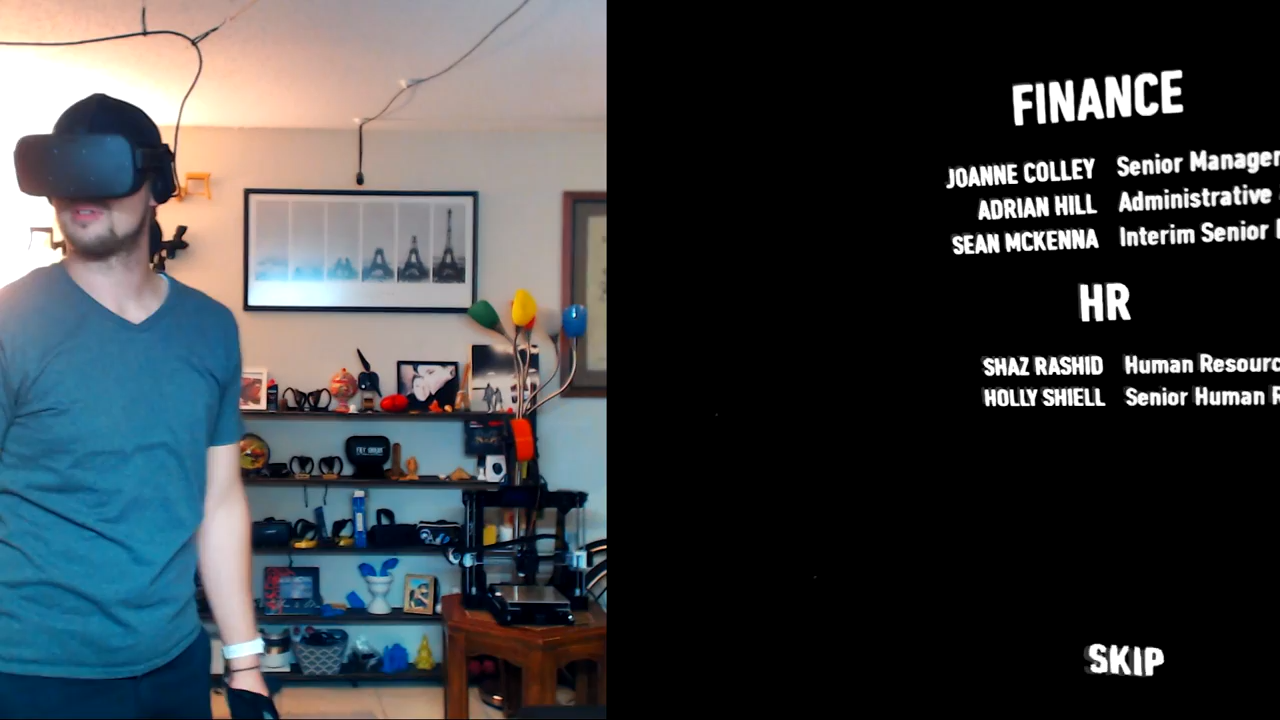 FINANCE
JOANNE COLLEY Senior Manager
ADRIAN HILL Administrative
SEAN MCKENNA Interim Senior
HR
SHAZ RASHID Human
HOLLY SHIELL Senior Human
SKIP